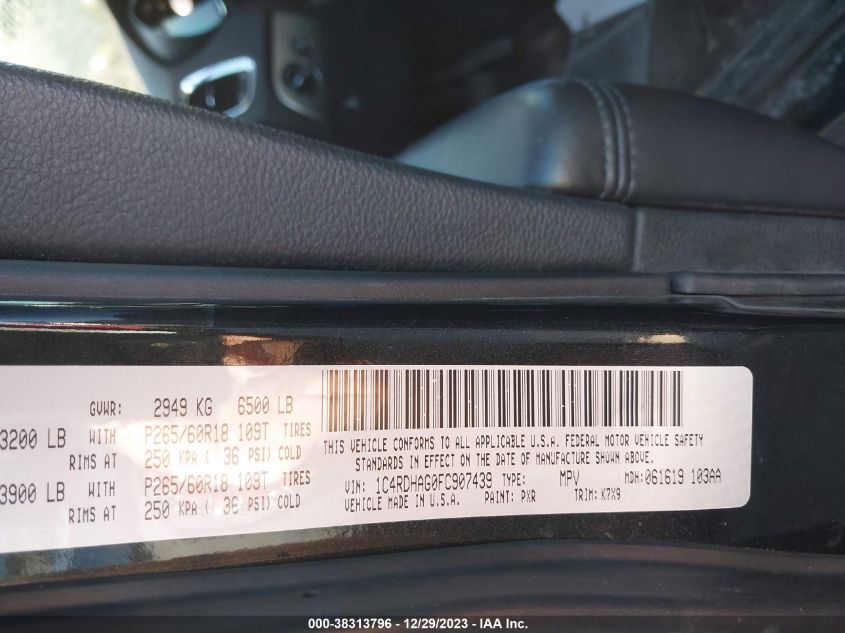 GVWR: 2949 KG 6500 LB
3200 LB WITH P265/60R18 109T TIRES
RIMS AT 250 KPA ( 36 PSI) COLD
3900 LB WITH P265/60R18 109T TIRES
RIMS AT 250 KPA ( 36 PSI) COLD
THIS VEHICLE CONFORMS TO ALL APPLICABLE U.S.A. FEDERAL MOTOR VEHICLE SAFETY
STANDARDS IN EFFECT ON THE DATE OF MANUFACTURE SHOWN ABOVE.
VIN: 1C4RDHAG0FC907439 TYPE: MPV MDH: 061619 103AA
VEHICLE MADE IN U.S.A. PAINT: PXR TRIM: K7X9
000-38313796 - 12/29/2023 - IAA Inc.